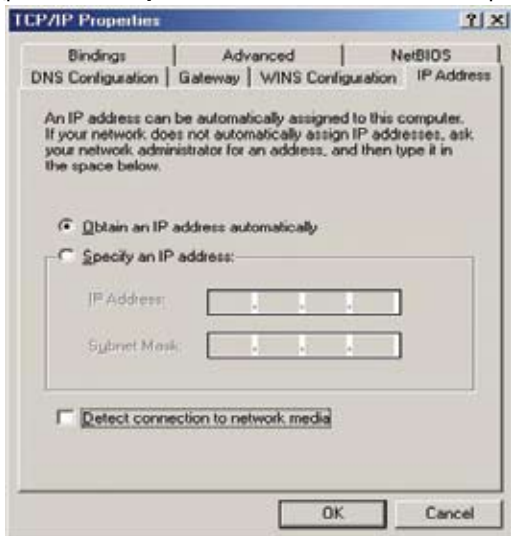 TCP/IP Properties
Bindings
Advanced
NetBIOS
DNS Configuration
Gateway
WINS Configuration
IP Address
An IP address can be automatically assigned to this computer.
If your network does not automatically assign IP addresses, ask
your network administrator for an address, and then type it in
the space below.
Obtain an IP address automatically
Specify an IP address:
IP Address:
Subnet Mask:
Detect connection to network media
OK
Cancel